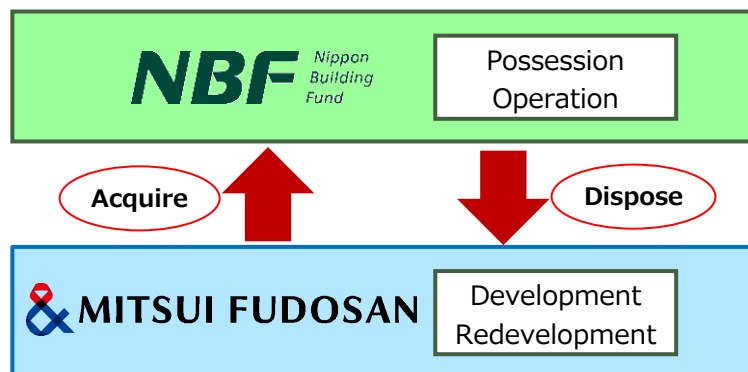 NBF
Nippon
Building
Fund
Possession
Operation
Acquire
Dispose
& MITSUI FUDOSAN
Development
Redevelopment